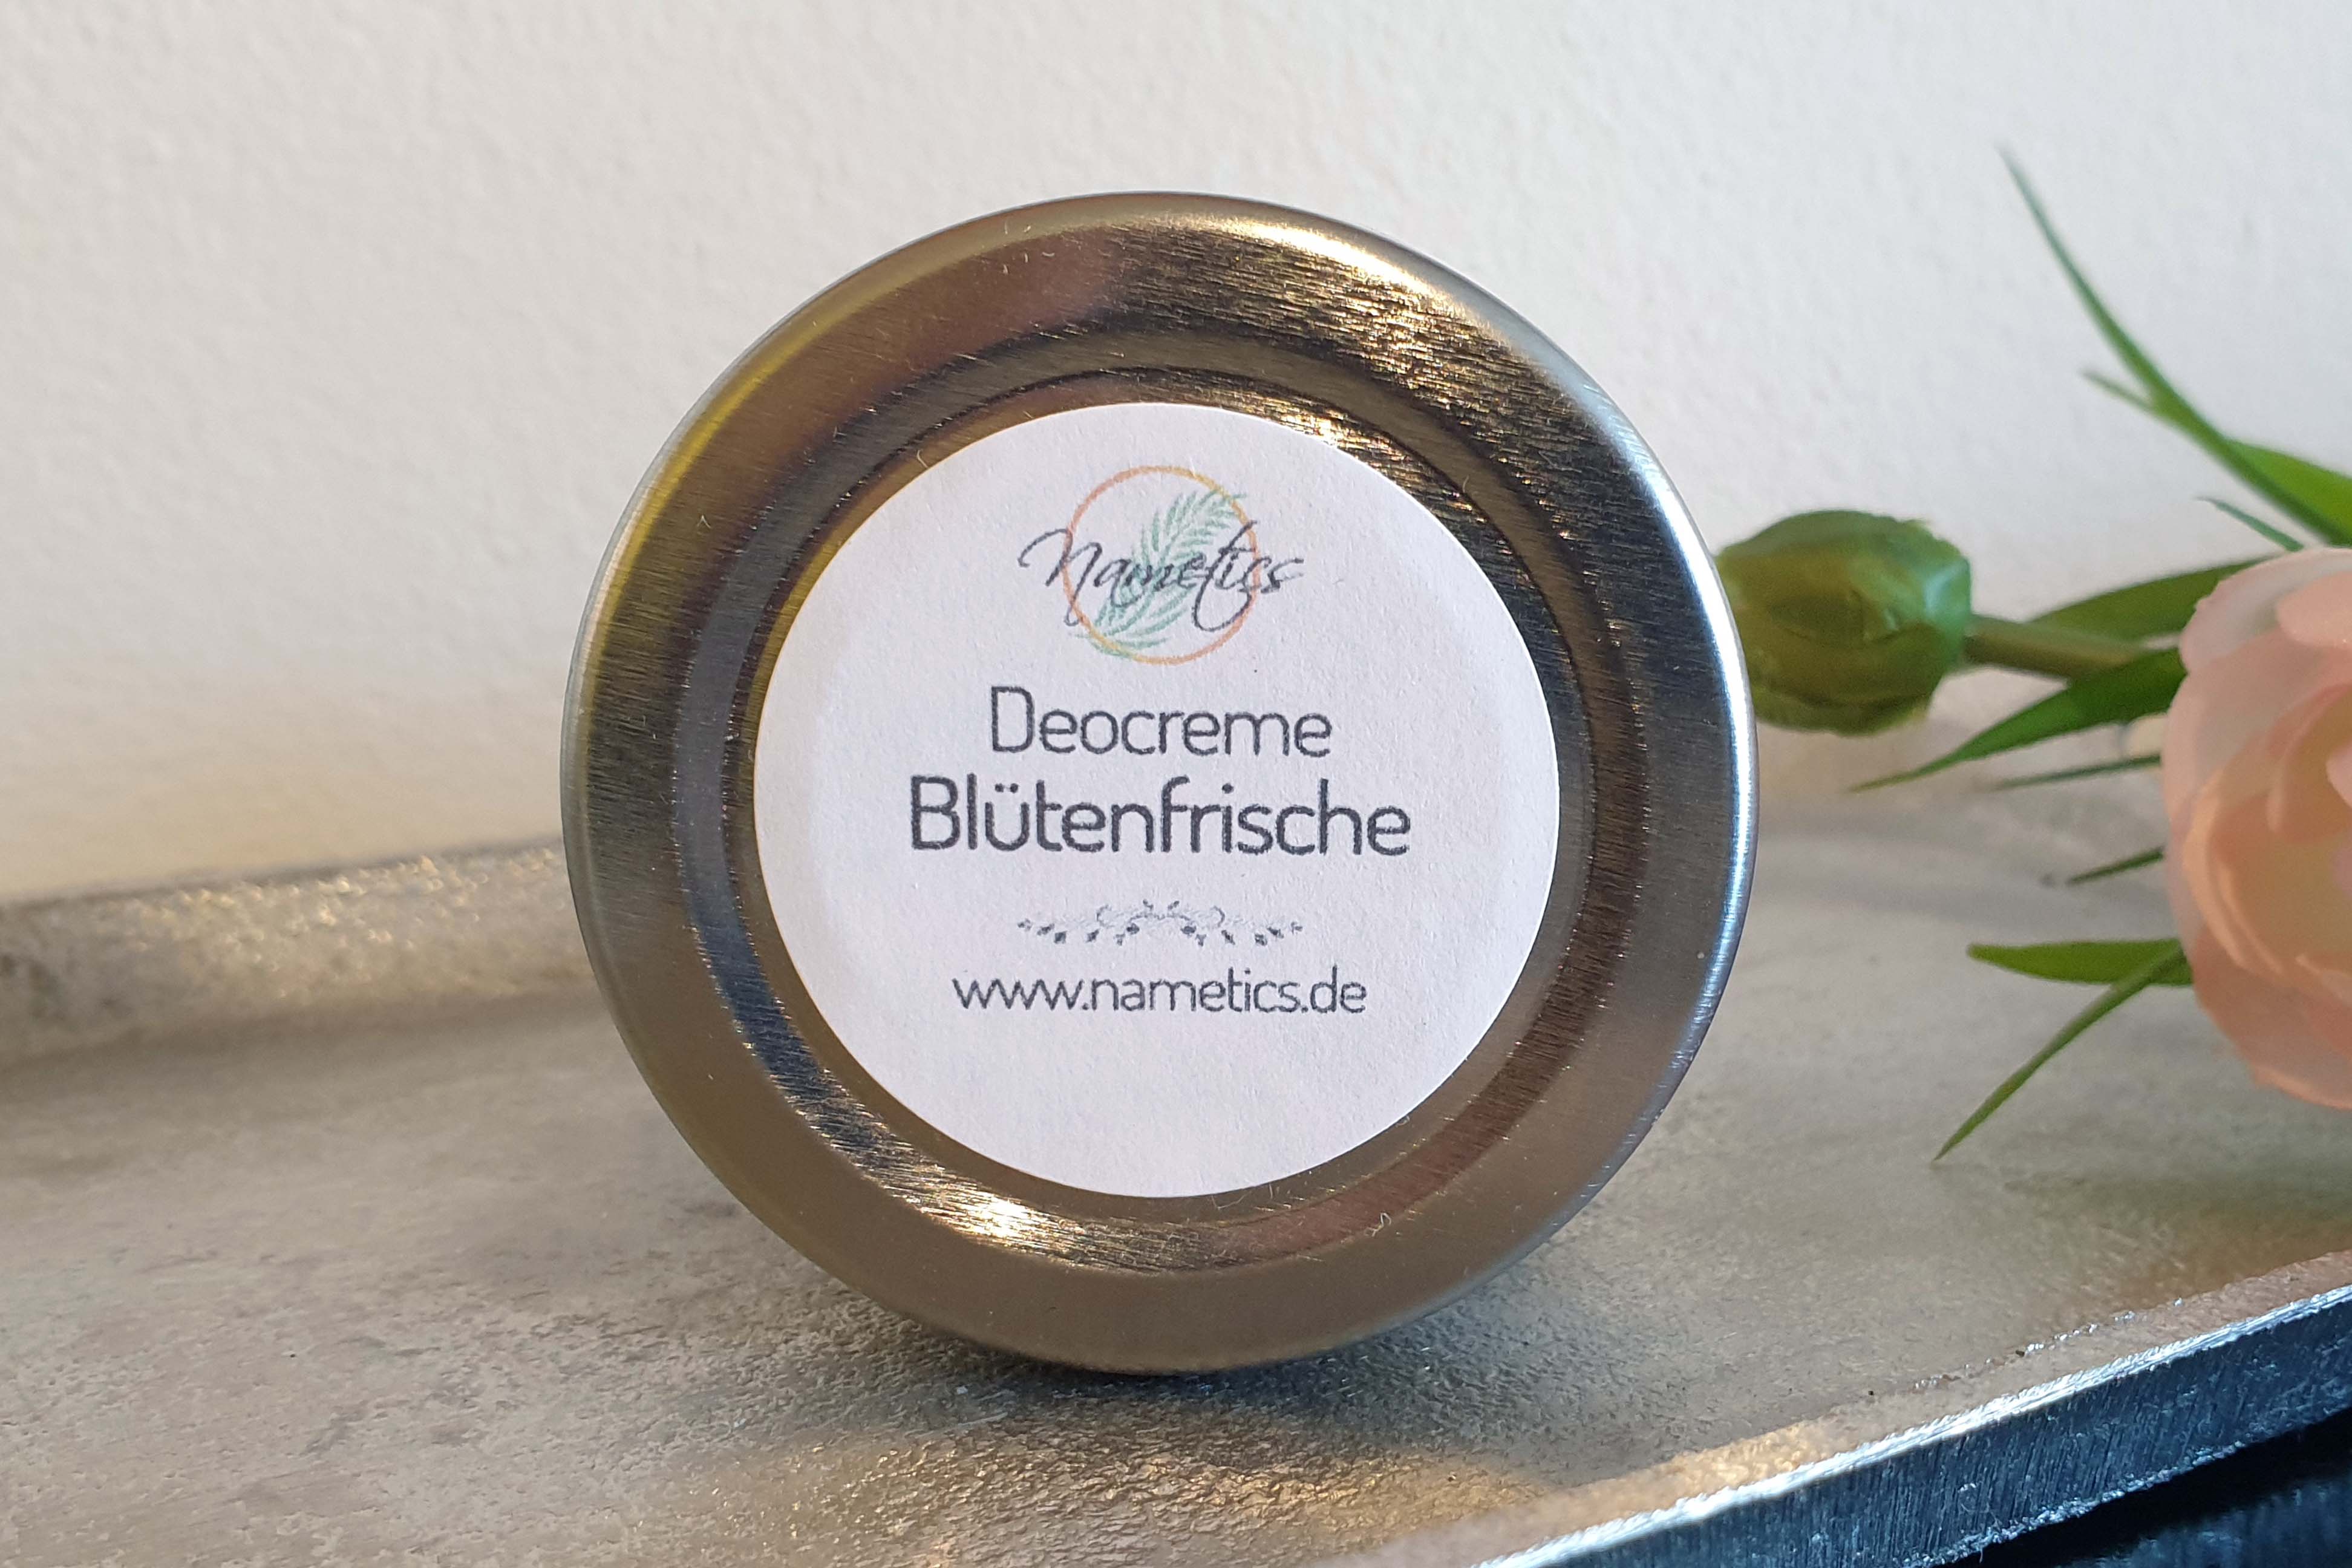 Nametics
Deocreme
Blütenfrische
www.nametics.de